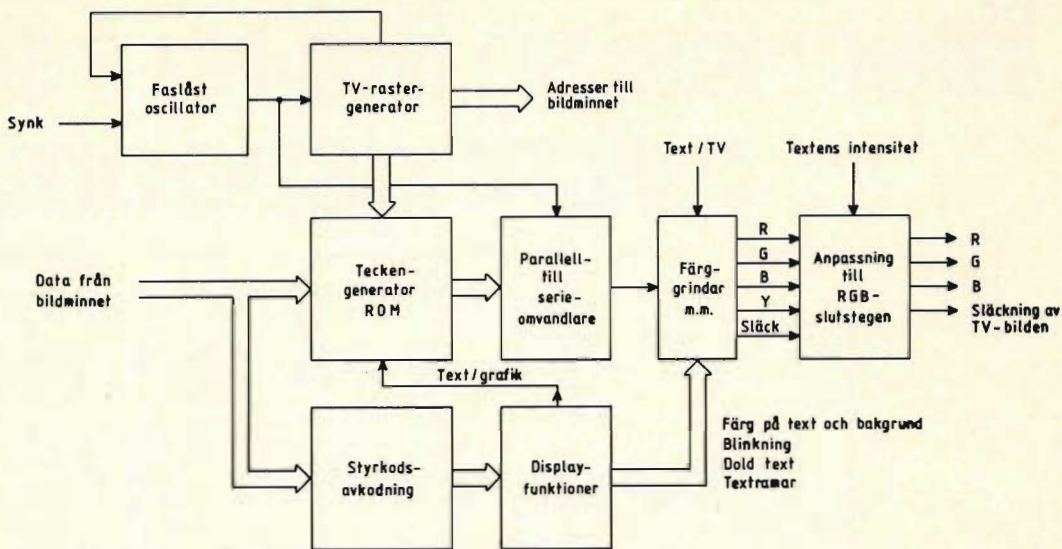 Faslåst
oscillator
TV-raster-
generator
Adresser till
bildminnet
Synk
Text/TV
Textens intensitet
Data från
bildminnet
Tecken-
generator
ROM
Parallell-
till
serie-
omvandlare
Färg-
grindar
m.m.
R
G
B
Y
Släck
Anpassning
till
RGB-
slutstegen
R
G
B
Släckning av
TV-bilden
Text/grafik
Styrkods-
avkodning
Display-
funktioner
Färg på text och bakgrund
Blinkning
Dold text
Textramar